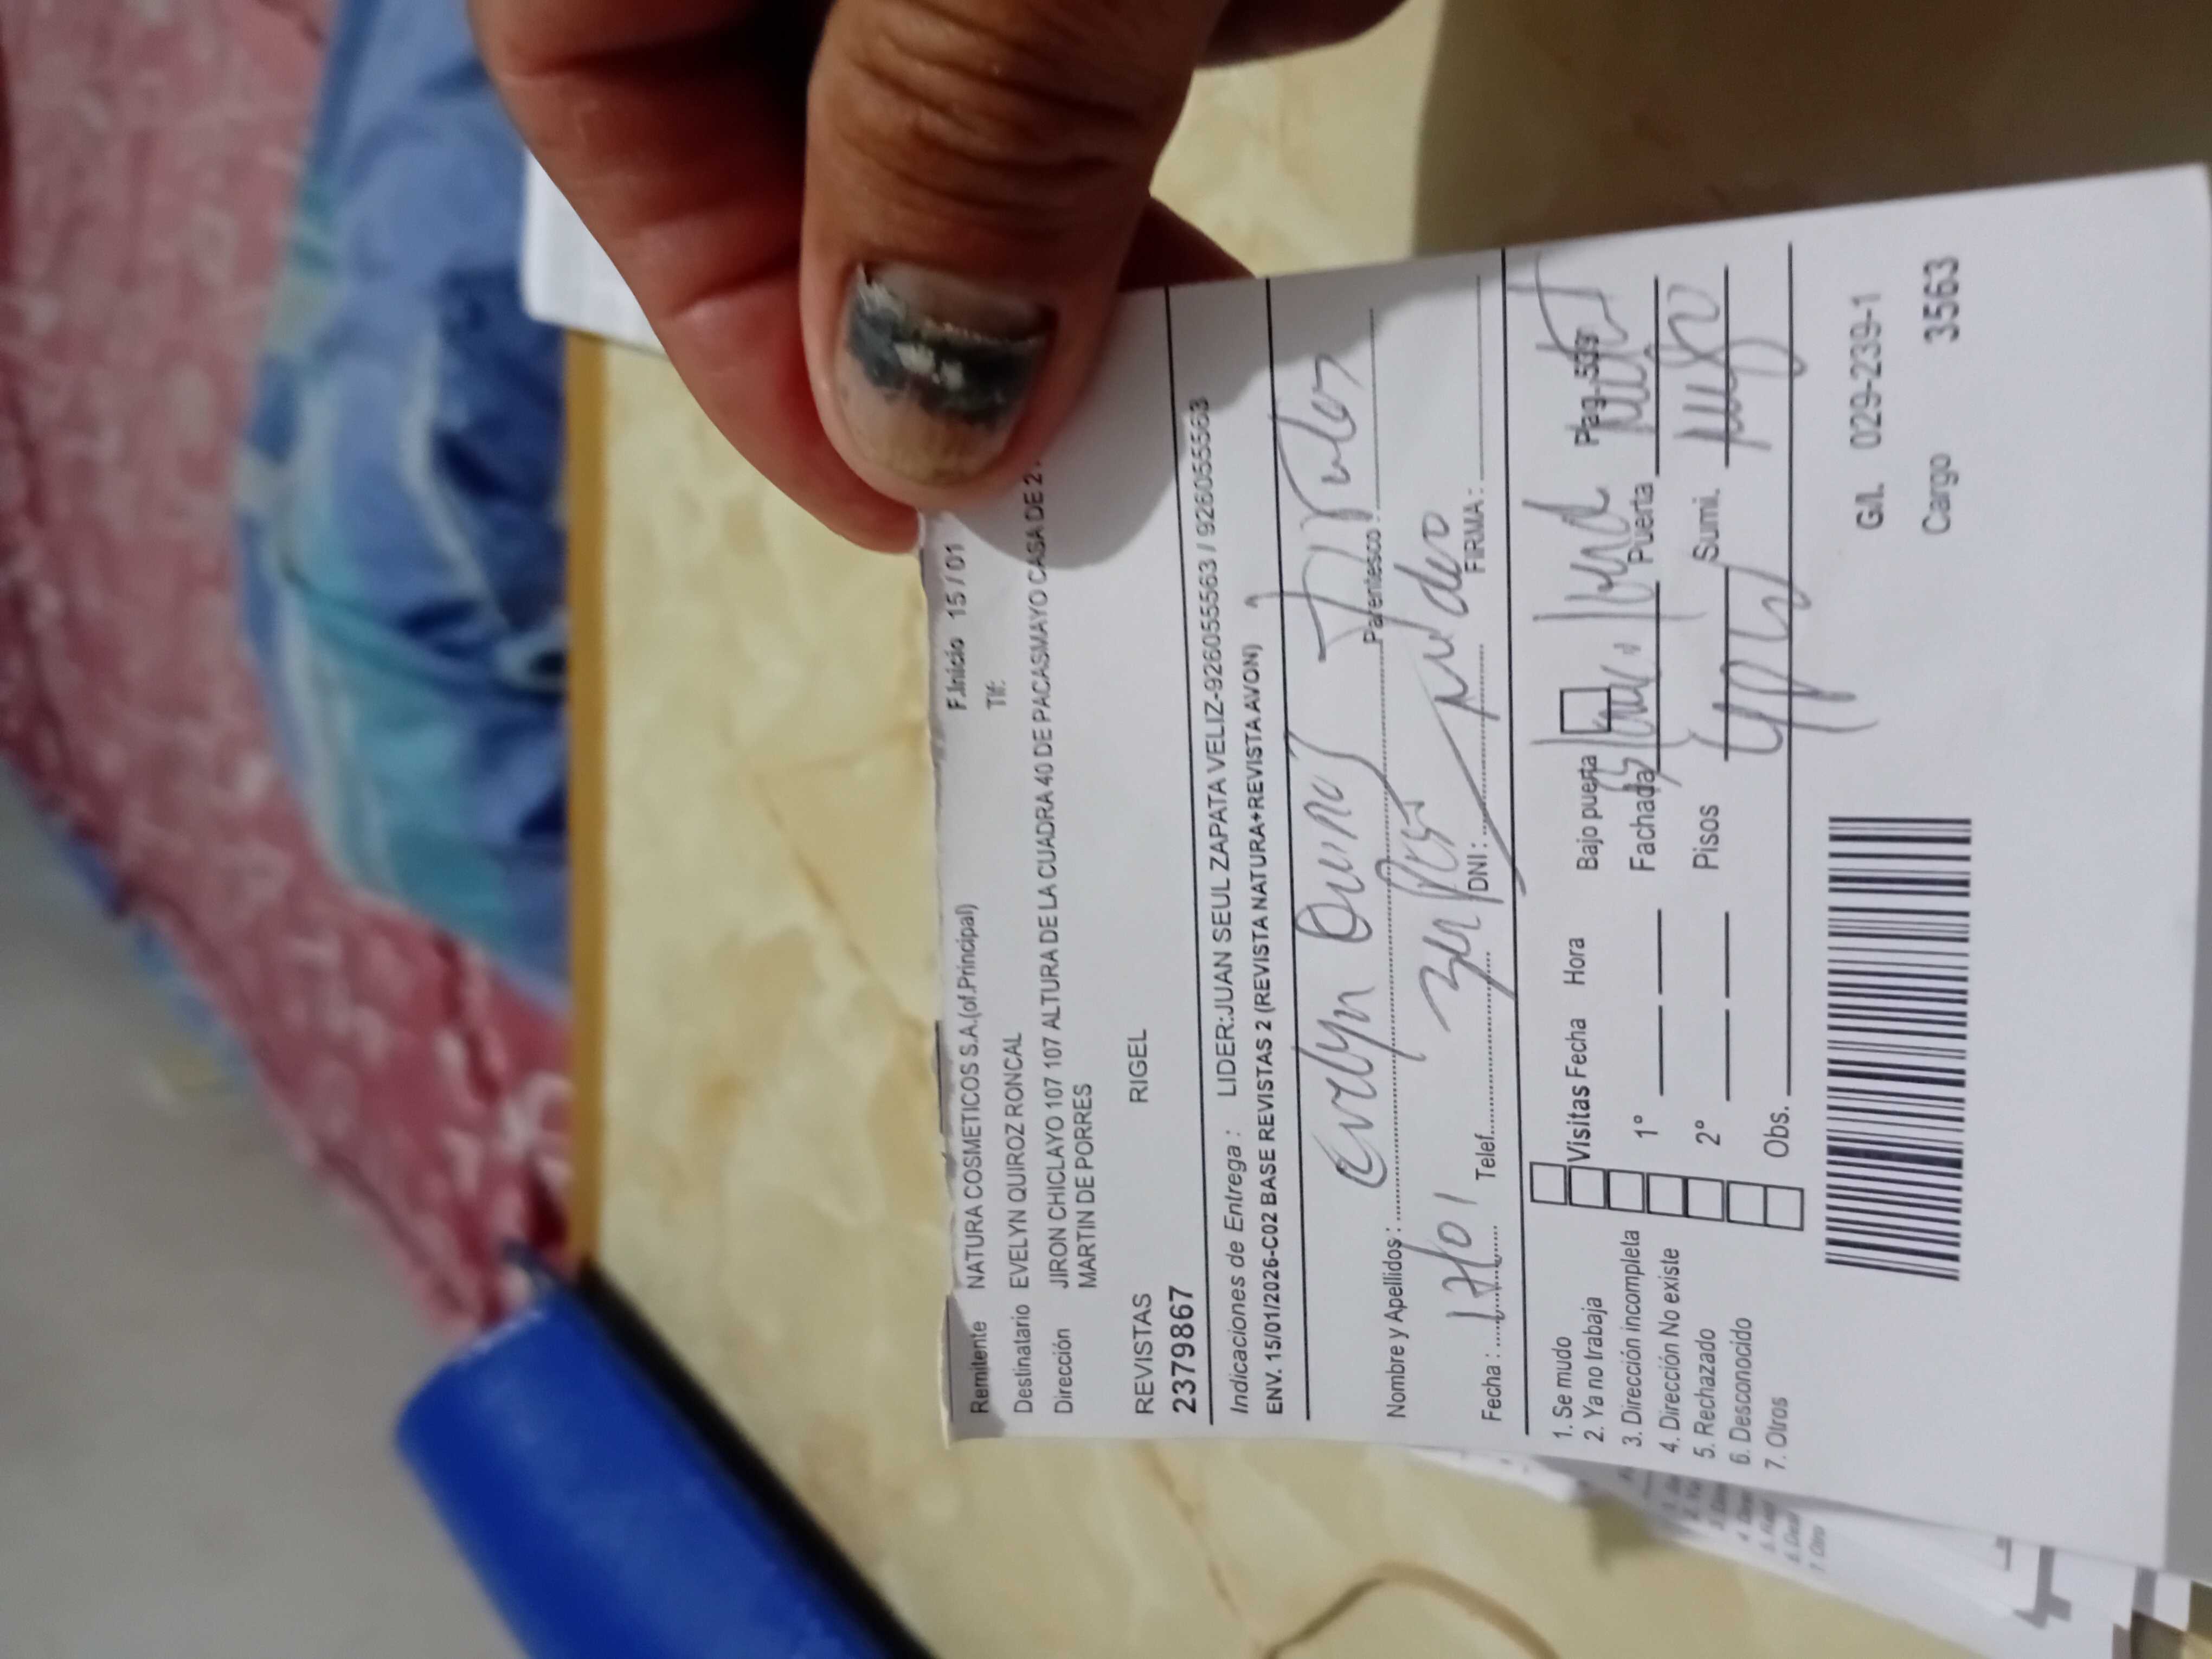 F.Inicio 15 / 01
Remitente NATURA COSMETICOS S.A.(of.Principal) Tlf:
Destinatario EVELYN QUIROZ RONCAL
Dirección JIRON CHICLAYO 107 107 ALTURA DE LA CUADRA 40 DE PACASMAYO CASA DE 2
MARTIN DE PORRES
REVISTAS RIGEL
2379867
Indicaciones de Entrega : LIDER:JUAN SEUL ZAPATA VELIZ-926055563 / 926055563
ENV. 15/01/2026-C02 BASE REVISTAS 2 (REVISTA NATURA+REVISTA AVON)
Evelyn Quiroz Titular
Nombre y Apellidos : Parentesco :
17/01
Fecha : Telef. DNI : FIRMA :
1. Se mudo
2. Ya no trabaja
3. Dirección incompleta
4. Dirección No existe
5. Rechazado
6. Desconocido
7. Otros
Visitas Fecha Hora
1º
2º
Obs.
Bajo puerta Pag-539
Fachada Puerta
Pisos Sumi.
G/L 029-239-1
Cargo 3563